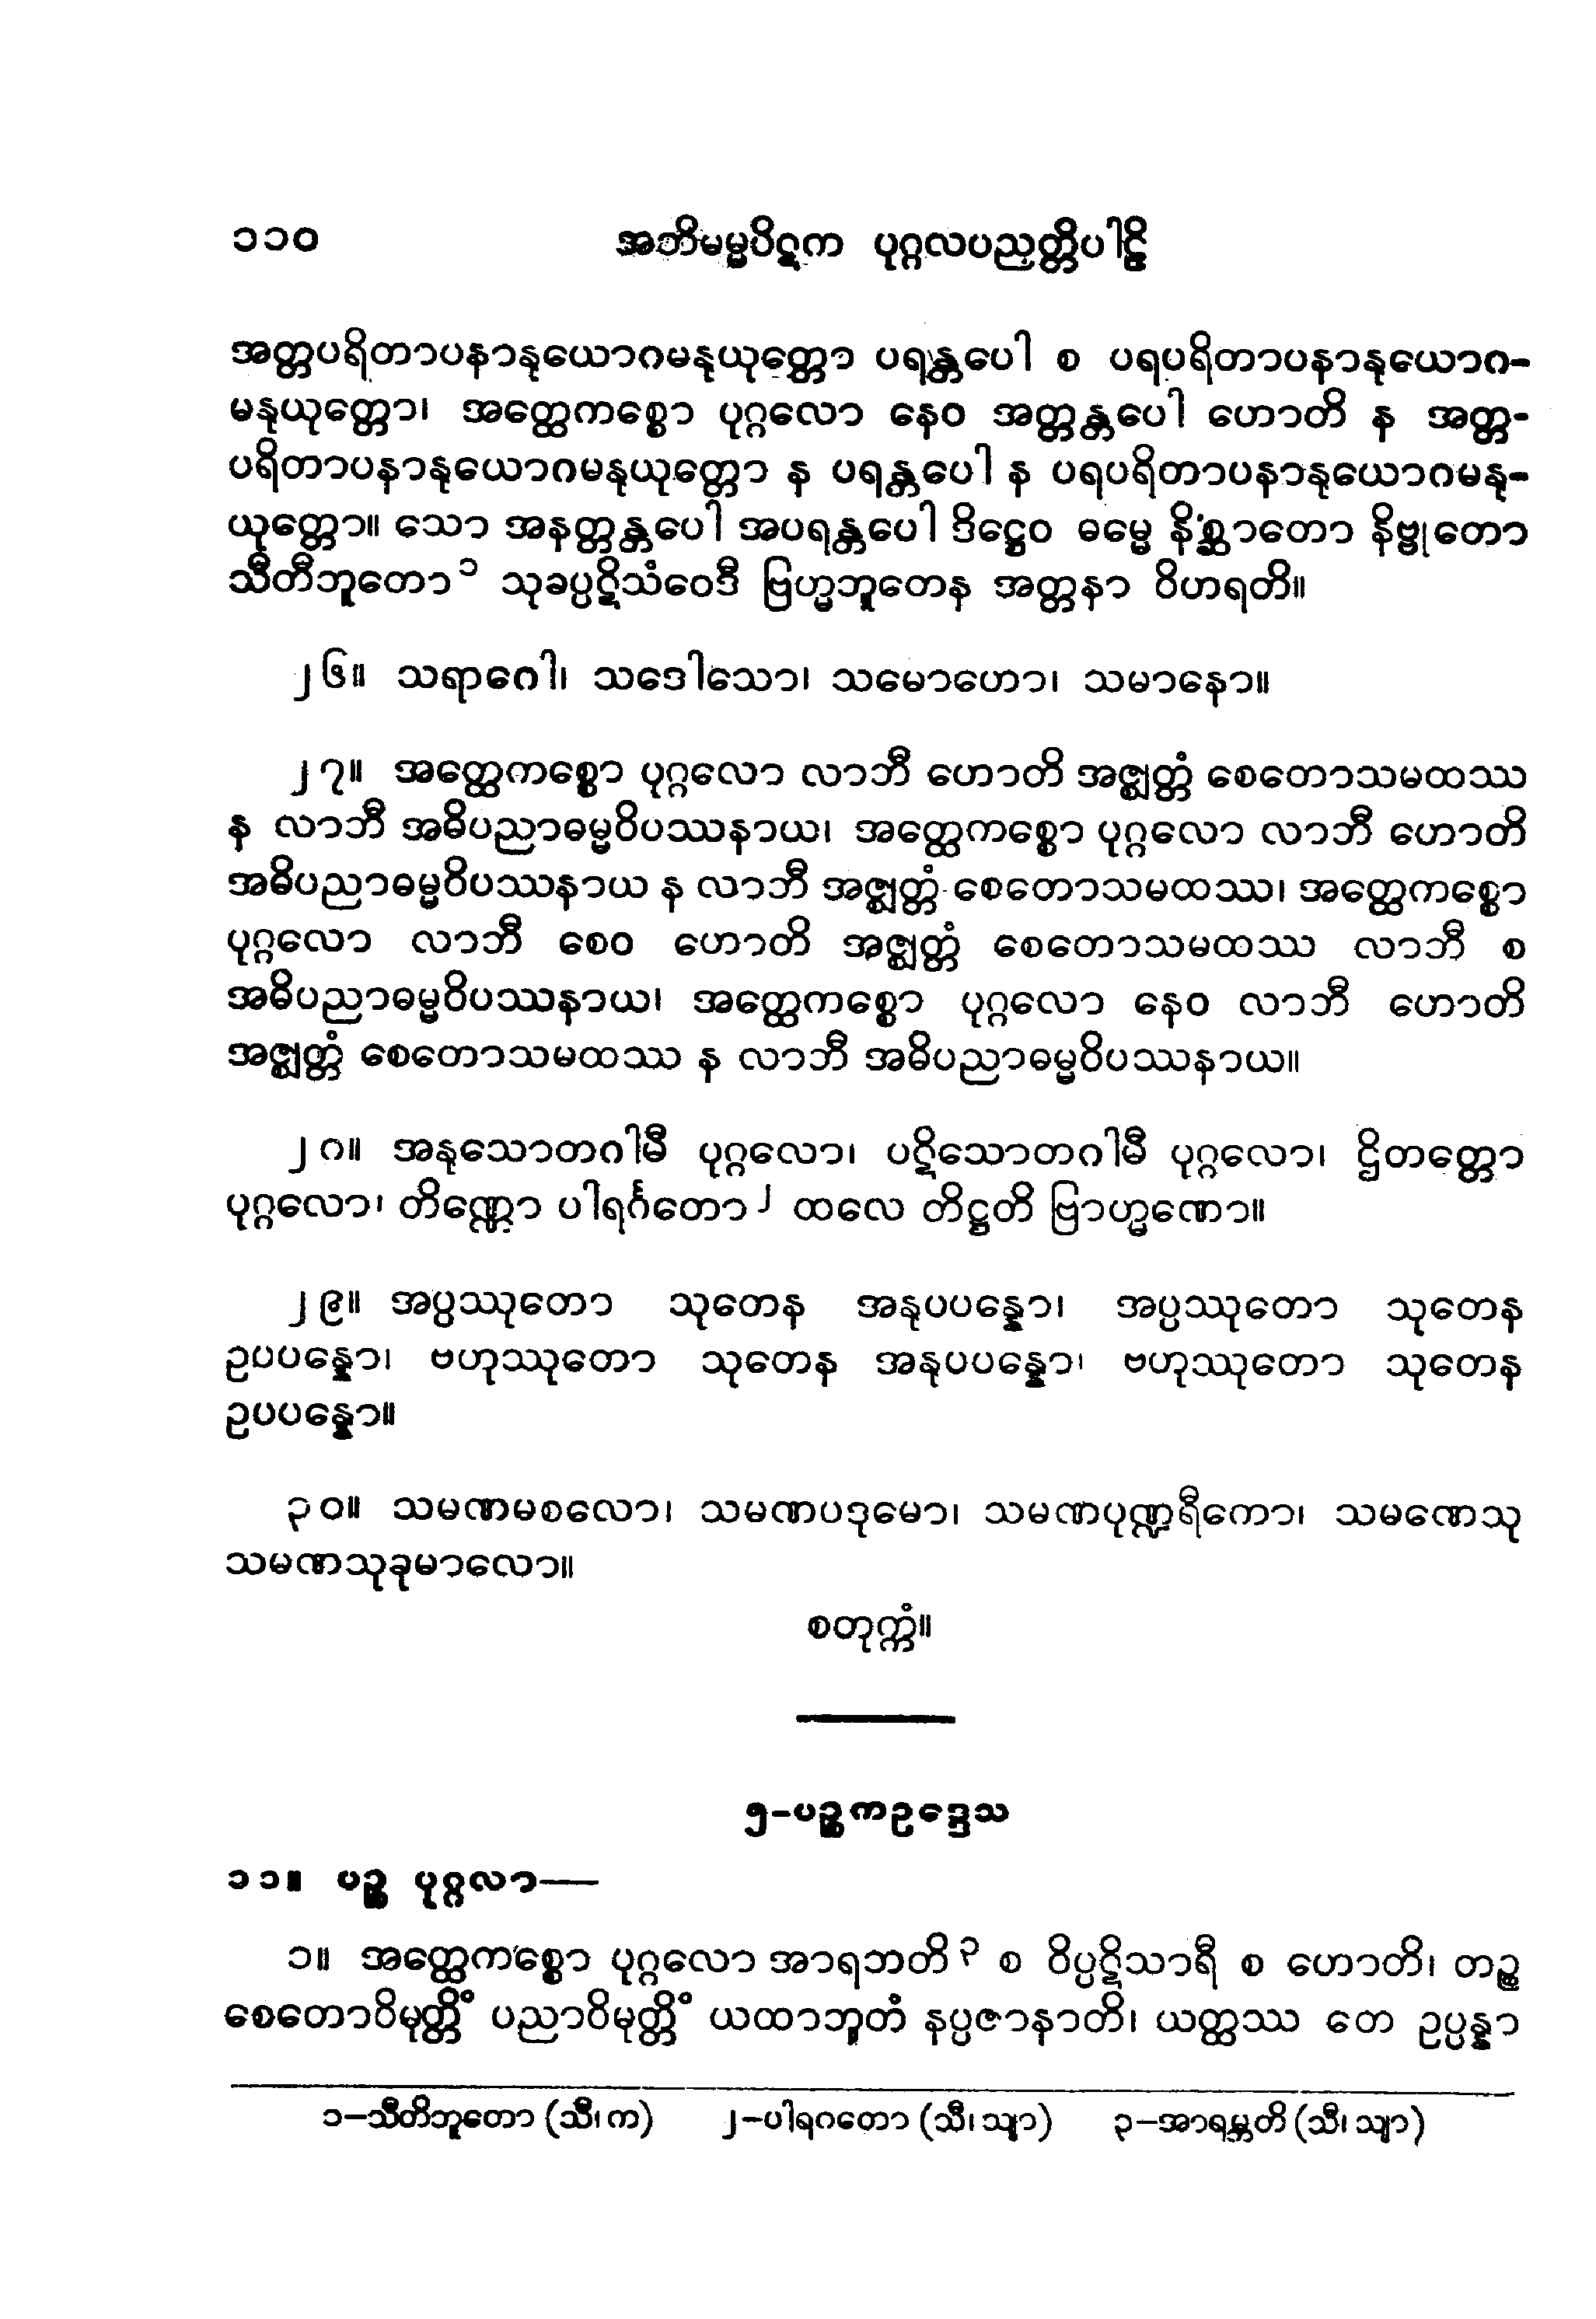 ၁၁၀ အဘိဓမ္မပိဋက ပုဂ္ဂလပညတ္တိပါဠိ
အတ္တပရိတာပနာနုယောဂမနုယုတ္တော ပရန္တပေါ စ ပရပရိတာပနာနုယောဂ-
မနုယုတ္တော၊ အတ္ထေကစ္စော ပုဂ္ဂလော နေဝ အတ္တန္တပေါ ဟောတိ န အတ္တ-
ပရိတာပနာနုယောဂမနုယုတ္တော န ပရန္တပေါ န ပရပရိတာပနာနုယောဂမနု-
ယုတ္တော။ သော အနတ္တန္တပေါ အပရန္တပေါ ဒိဋ္ဌေဝ ဓမ္မေ နိစ္ဆာတော နိဗ္ဗုတော
သီတီဘူတော၁ သုခပ္ပဋိသံဝေဒီ ဗြဟ္မဘူတေန အတ္တနာ ဝိဟရတိ။
၂၆။ သရာဂေါ၊ သဒေါသော၊ သမောဟော၊ သမာနော။
၂၇။ အတ္ထေကစ္စော ပုဂ္ဂလော လာဘီ ဟောတိ အဇ္ဈတ္တံ စေတောသမထဿ
န လာဘီ အဓိပညာဓမ္မဝိပဿနာယ၊ အတ္ထေကစ္စော ပုဂ္ဂလော လာဘီ ဟောတိ
အဓိပညာဓမ္မဝိပဿနာယ န လာဘီ အဇ္ဈတ္တံ စေတောသမထဿ၊ အတ္ထေကစ္စော
ပုဂ္ဂလော လာဘီ စေဝ ဟောတိ အဇ္ဈတ္တံ စေတောသမထဿ လာဘီ စ
အဓိပညာဓမ္မဝိပဿနာယ၊ အတ္ထေကစ္စော ပုဂ္ဂလော နေဝ လာဘီ ဟောတိ
အဇ္ဈတ္တံ စေတောသမထဿ န လာဘီ အဓိပညာဓမ္မဝိပဿနာယ။
၂၈။ အနုသောတဂါမီ ပုဂ္ဂလော၊ ပဋိသောတဂါမီ ပုဂ္ဂလော၊ ဌိတတ္တော
ပုဂ္ဂလော၊ တိဏ္ဏော ပါရင်္ဂတော၂ ထလေ တိဋ္ဌတိ ဗြာဟ္မဏော။
၂၉။ အပ္ပဿုတော သုတေန အနုပပန္နော၊ အပ္ပဿုတော သုတေန
ဥပပန္နော၊ ဗဟုဿုတော သုတေန အနုပပန္နော၊ ဗဟုဿုတော သုတေန
ဥပပန္နော။
၃၀။ သမဏမစလော၊ သမဏပဒုမော၊ သမဏပုဏ္ဍရီကော၊ သမဏေသု
သမဏသုခုမာလော။
စတုက္ကံ။
၅-ပဉ္စကဥဒ္ဒေသ
၁၁။ ပဉ္စ ပုဂ္ဂလာ—
၁။ အတ္ထေကစ္စော ပုဂ္ဂလော အာရဘတိ၃ စ ဝိပ္ပဋိသာရီ စ ဟောတိ၊ တဉ္စ
စေတောဝိမုတ္တိံ ပညာဝိမုတ္တိံ ယထာဘူတံ နပ္ပဇာနာတိ၊ ယတ္ထဿ တေ ဥပ္ပန္နာ
၁-သီတိဘူတော (သီ၊ က) ၂-ပါရဂတော (သီ၊ သျာ) ၃-အာရမ္ဘတိ (သီ၊ သျာ)